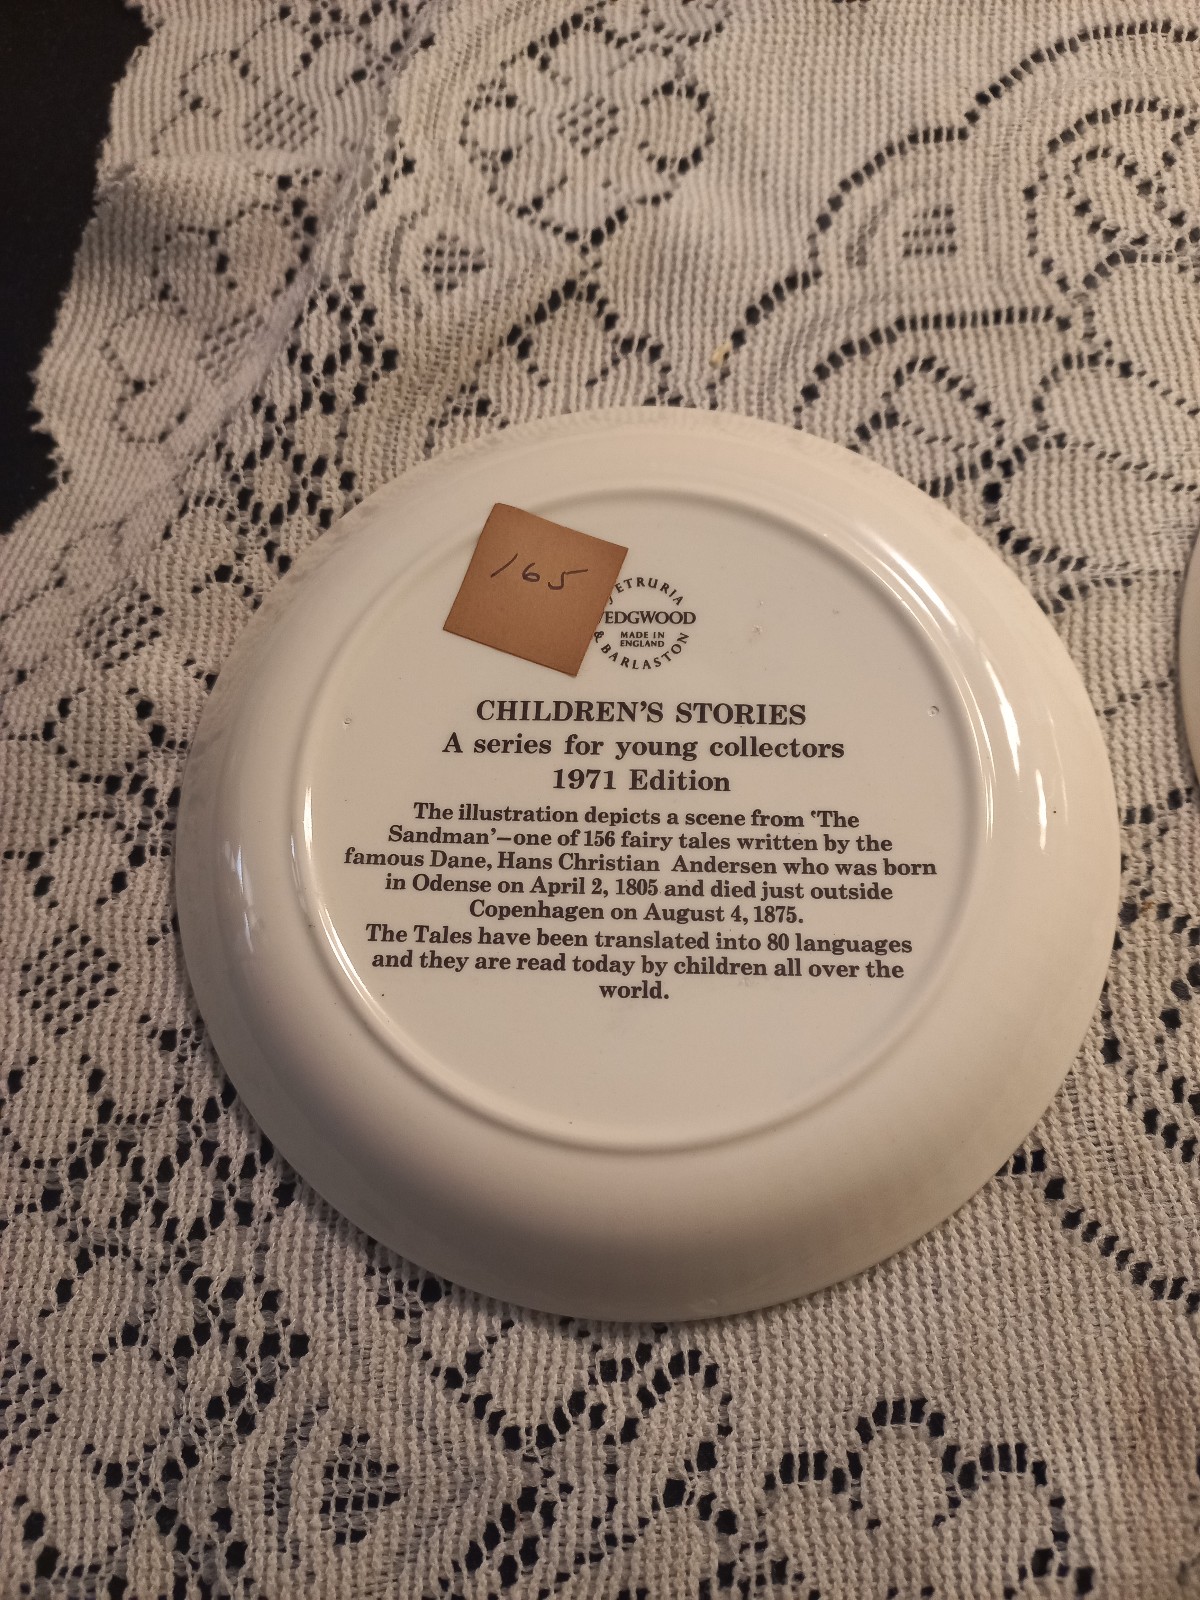 165
ETRURIA
EDGWOOD
MADE IN
ENGLAND
& BARLASTON
CHILDREN'S STORIES
A series for young collectors
1971 Edition
The illustration depicts a scene from ‛The
Sandman’—one of 156 fairy tales written by the
famous Dane, Hans Christian Andersen who was born
in Odense on April 2, 1805 and died just outside
Copenhagen on August 4, 1875.
The Tales have been translated into 80 languages
and they are read today by children all over the
world.